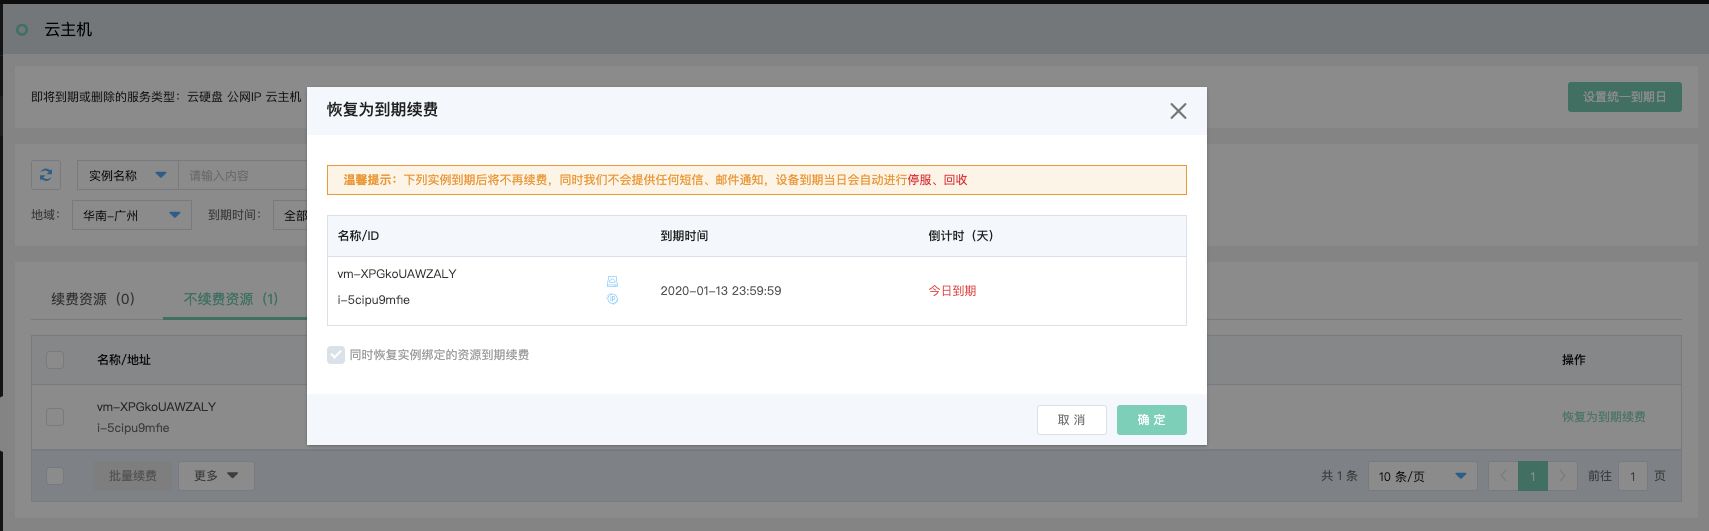 云主机
即将到期或删除的服务类型：云硬盘 公网IP 云主机
设置统一到期日
实例名称 请输入内容
地域： 华南-广州 到期时间： 全部
续费资源（0） 不续费资源（1）
名称/地址 操作
vm-XPGkoUAWZALY
i-5cipu9mfie
恢复为到期续费
批量续费 更多 共 1 条 10 条/页 1 前往 1 页
恢复为到期续费
温馨提示：下列实例到期后将不再续费，同时我们不会提供任何短信、邮件通知，设备到期当日会自动进行停服、回收
名称/ID 到期时间 倒计时（天）
vm-XPGkoUAWZALY
i-5cipu9mfie
2020-01-13 23:59:59 今日到期
同时恢复实例绑定的资源到期续费
取 消 确 定